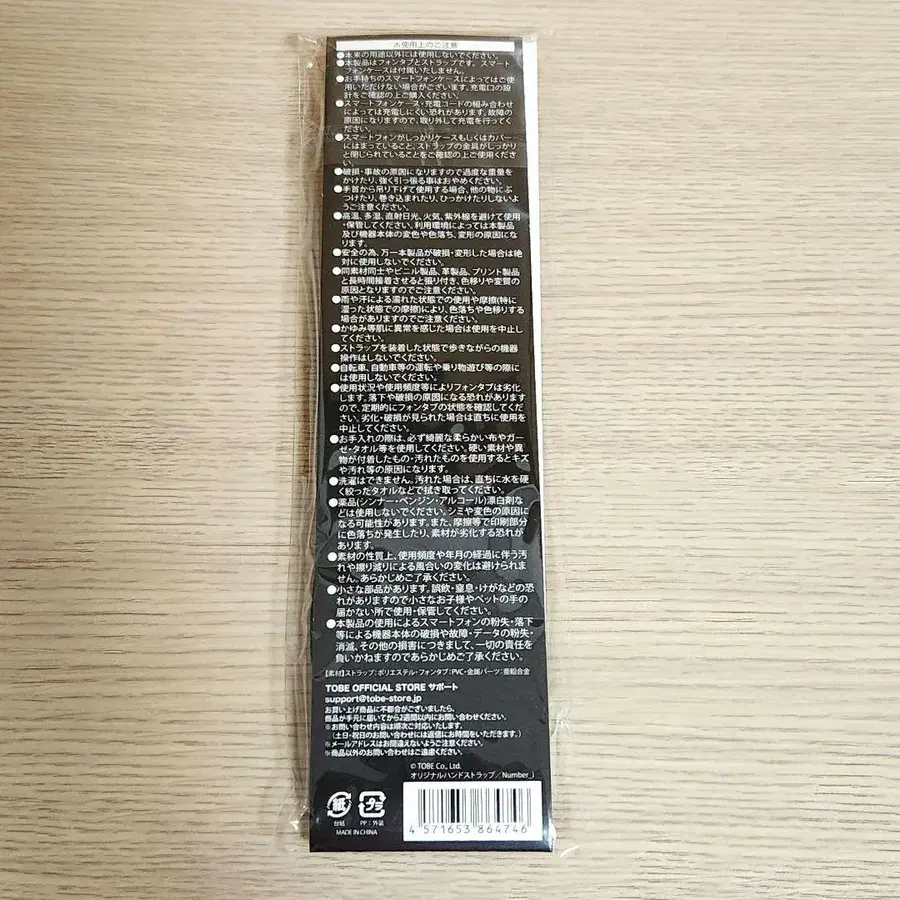 ⚠使用上のご注意
●本来の用途以外には使用しないでください。
●本製品はフォンタブとストラップです。スマート
フォンケースは付属いたしません。
●お手持ちのスマートフォンケースによってはご使
用いただけない場合がございます。充電口の設
計をご確認の上ご購入ください。
●スマートフォンケース・充電コードの組み合わせ
によっては充電しにくい恐れがあります。故障の
原因になりますので、取り外して充電を行ってく
ださい。
●スマートフォンがしっかりケースもしくはカバー
にはまっていること、ストラップの金具がしっかり
と閉じられていることをご確認の上ご使用くださ
い。
●破損・事故の原因になりますので過度な重量を
かけたり、強く引っ張る事はおやめください。
●手首から吊り下げて使用する場合、他の物にぶ
つけたり、巻き込まれたり、ひっかけたりしないよ
うご注意ください。
●高温、多湿、直射日光、火気、紫外線を避けて使用
・保管してください。利用環境によっては本製品
及び機器本体の変色や色落ち、変形の原因にな
ります。
●安全の為、万一本製品が破損・変形した場合は絶
対に使用しないでください。
●同素材同士やビニル製品、革製品、プリント製品
と長時間接着させると張り付き、色移りや変質の
原因となりますのでご注意ください。
●雨や汗による濡れた状態での使用や摩擦(特に
湿った状態での摩擦)により、色落ちや色移りする
場合がありますのでご注意ください。
●かゆみ等肌に異常を感じた場合は使用を中止し
てください。
●ストラップを装着した状態で歩きながらの機器
操作はしないでください。
●自転車、自動車等の運転や乗り物遊び等の際に
は使用しないでください。
●使用状況や使用頻度等によりフォンタブは劣化
します。落下や破損の原因になる恐れがあります
ので、定期的にフォンタブの状態を確認してくだ
さい。劣化・破損が見られた場合は直ちに使用を
中止してください。
●お手入れの際は、必ず綺麗な柔らかい布やガー
ゼ・タオル等を使用してください。硬い素材や異
物が付着したもの・汚れたものを使用するとキズ
や汚れ等の原因になります。
●洗濯はできません。汚れた場合は、直ちに水を硬
く絞ったタオルなどで拭き取ってください。
●薬品(シンナー・ベンジン・アルコール)漂白剤な
どは使用しないでください。シミや変色の原因に
なる可能性があります。また、摩擦等で印刷部分
に色落ちが発生したり、素材が劣化する恐れが
あります。
●素材の性質上、使用頻度や年月の経過に伴う汚
れや擦り減りによる風合いの変化は避けられま
せん。あらかじめご了承ください。
●小さな部品があります。誤飲・窒息・けがなどの恐
れがありますので小さなお子様やペットの手の
届かない所で使用・保管してください。
●本製品の使用によるスマートフォンの粉失・落下
等による機器本体の破損や故障・データの粉失・
消滅、その他の損害につきまして、一切の責任を
負いかねますのであらかじめご了承ください。
【素材】ストラップ:ポリエステル・フォンタブ:PVC・金属パーツ:亜鉛合金
TOBE OFFICIAL STORE サポート
support@tobe-store.jp
お買い上げ商品に不都合がございましたら、
商品が手元に届いてから2週間以内にお問い合わせください。
※お問い合わせ内容は順次ご対応いたします。
(土日・祝日のお問い合わせには返信にお時間をいただきます。)
※メールアドレスはお間違えないようご注意ください。
※商品以外のお問い合わせはご遠慮ください。
© TOBE Co., Ltd.
オリジナルハンドストラップ/Number_i
紙 プラ
台紙 PP:外装
MADE IN CHINA
4 571653 864746